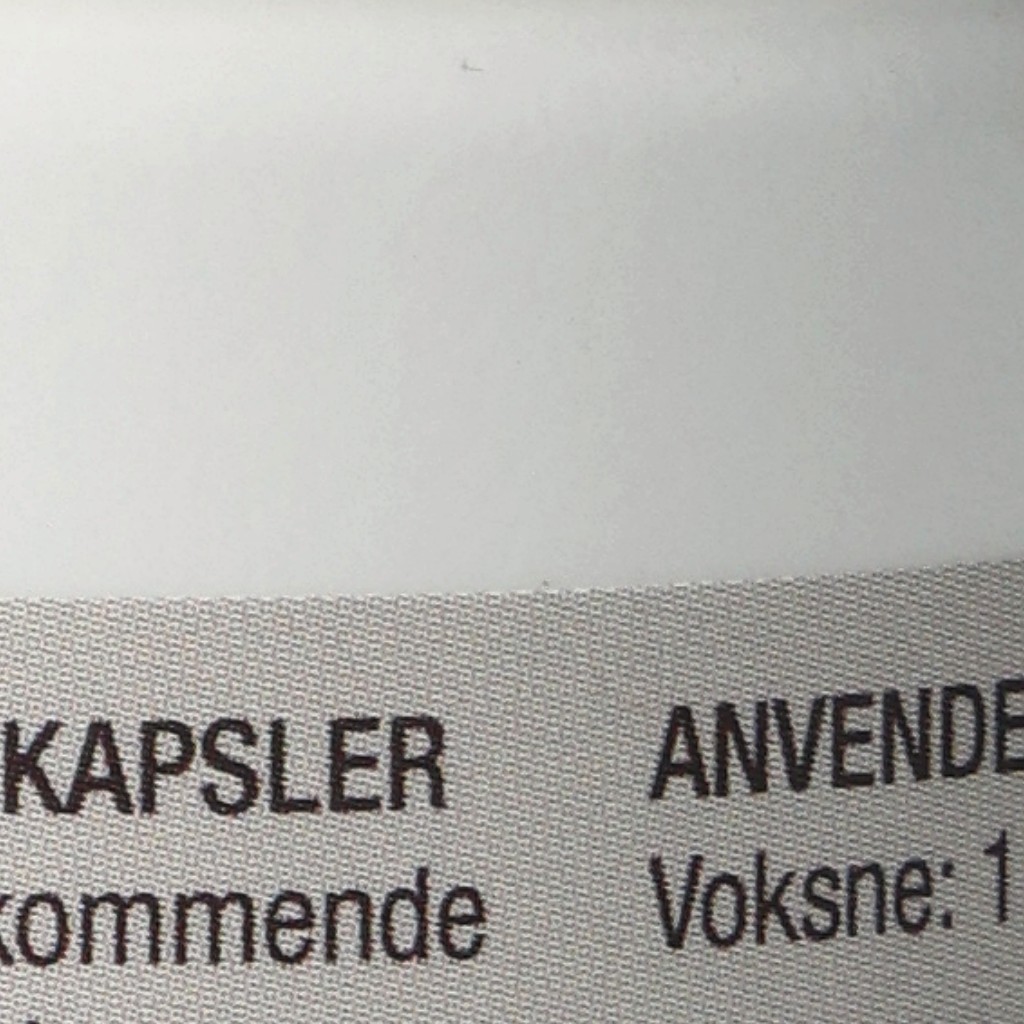 KAPSLER
kommende
ANVENDE
Voksne: 1